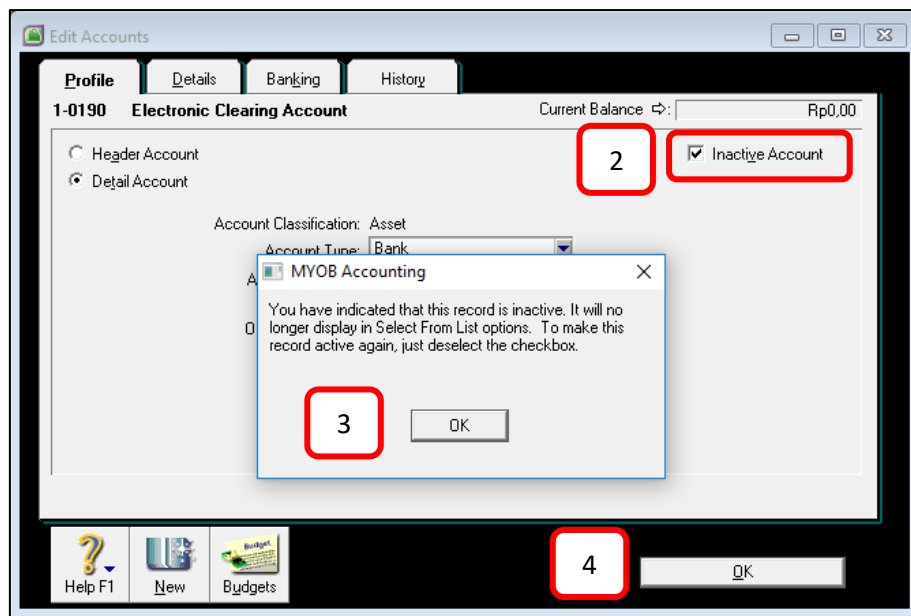 Edit Accounts
Profile Details Banking History
1-0190 Electronic Clearing Account Current Balance ⇨: Rp0,00
Header Account 2 Inactive Account
Detail Account
Account Classification: Asset
Account Type: Bank
MYOB Accounting
You have indicated that this record is inactive. It will no
longer display in Select From List options. To make this
record active again, just deselect the checkbox.
3 OK
Help F1 New Budgets 4 OK